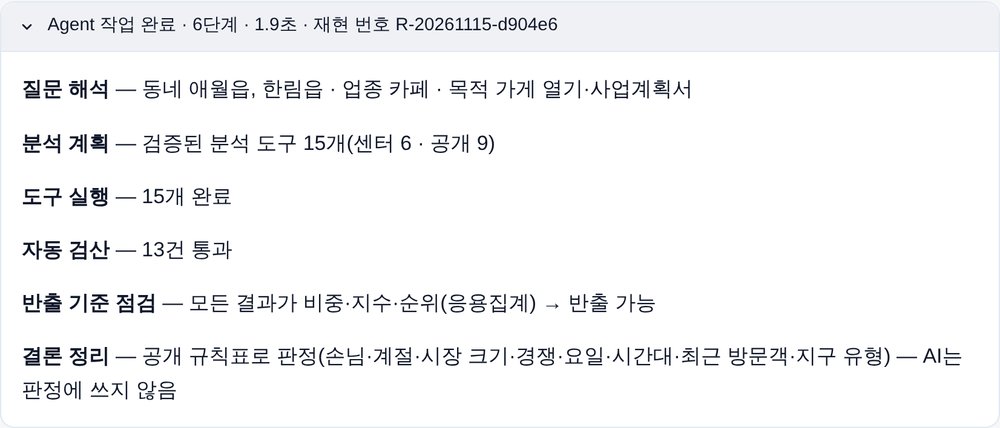 Agent 작업 완료 · 6단계 · 1.9초 · 재현 번호 R-20261115-d904e6
질문 해석 — 동네 애월읍, 한림읍 · 업종 카페 · 목적 가게 열기·사업계획서
분석 계획 — 검증된 분석 도구 15개(센터 6 · 공개 9)
도구 실행 — 15개 완료
자동 검산 — 13건 통과
반출 기준 점검 — 모든 결과가 비중·지수·순위(응용집계) → 반출 가능
결론 정리 — 공개 규칙표로 판정(손님·계절·시장 크기·경쟁·요일·시간대·최근 방문객·지구 유형) — AI는
판정에 쓰지 않음